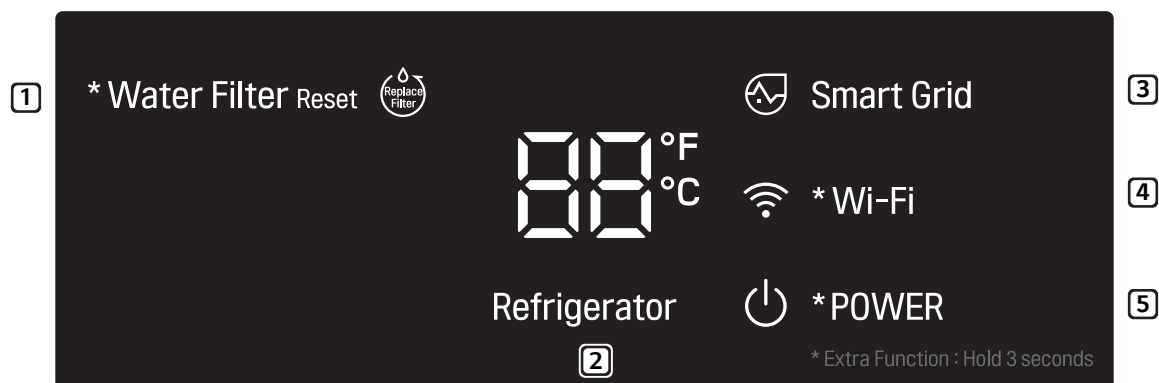 1
* Water Filter Reset
Replace
Filter
88 °F
°C
Refrigerator
2
Smart Grid
3
* Wi-Fi
4
* POWER
5
* Extra Function : Hold 3 seconds